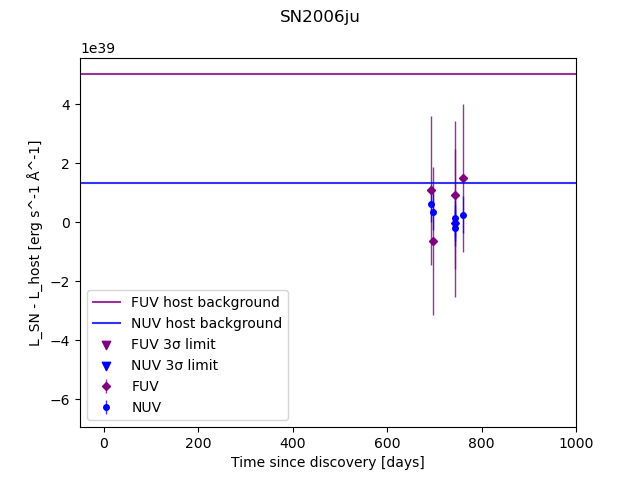 SN2006ju
1e39
4
2
0
−2
−4
−6
L_SN - L_host [erg s^-1 Å^-1]
FUV host background
NUV host background
FUV 3σ limit
NUV 3σ limit
FUV
NUV
0 200 400 600 800 1000
Time since discovery [days]